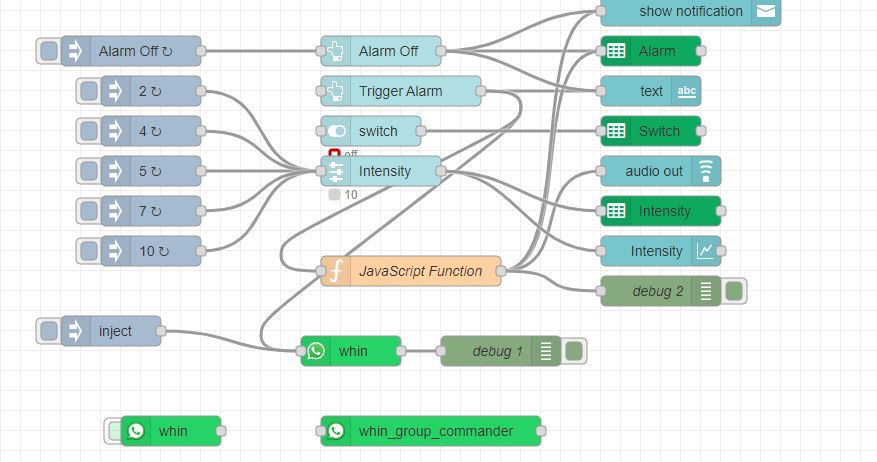 show notification
Alarm Off ↻
Alarm Off
Alarm
2 ↻
Trigger Alarm
text
abc
4 ↻
switch
Switch
off
5 ↻
Intensity
audio out
10
7 ↻
Intensity
10 ↻
Intensity
JavaScript Function
debug 2
inject
whin
debug 1
whin
whin_group_commander